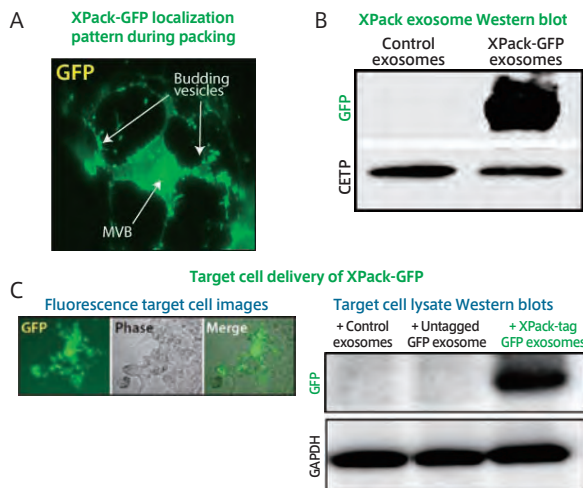 A
XPack-GFP localization
pattern during packing
GFP
Budding
vesicles
MVB
B
XPack exosome Western blot
Control
exosomes
XPack-GFP
exosomes
GFP
CETP
Target cell delivery of XPack-GFP
C
Fluorescence target cell images
GFP
Phase
Merge
Target cell lysate Western blots
+ Control
exosomes
+ Untagged
GFP exosome
+ XPack-tag
GFP exosomes
GFP
GAPDH